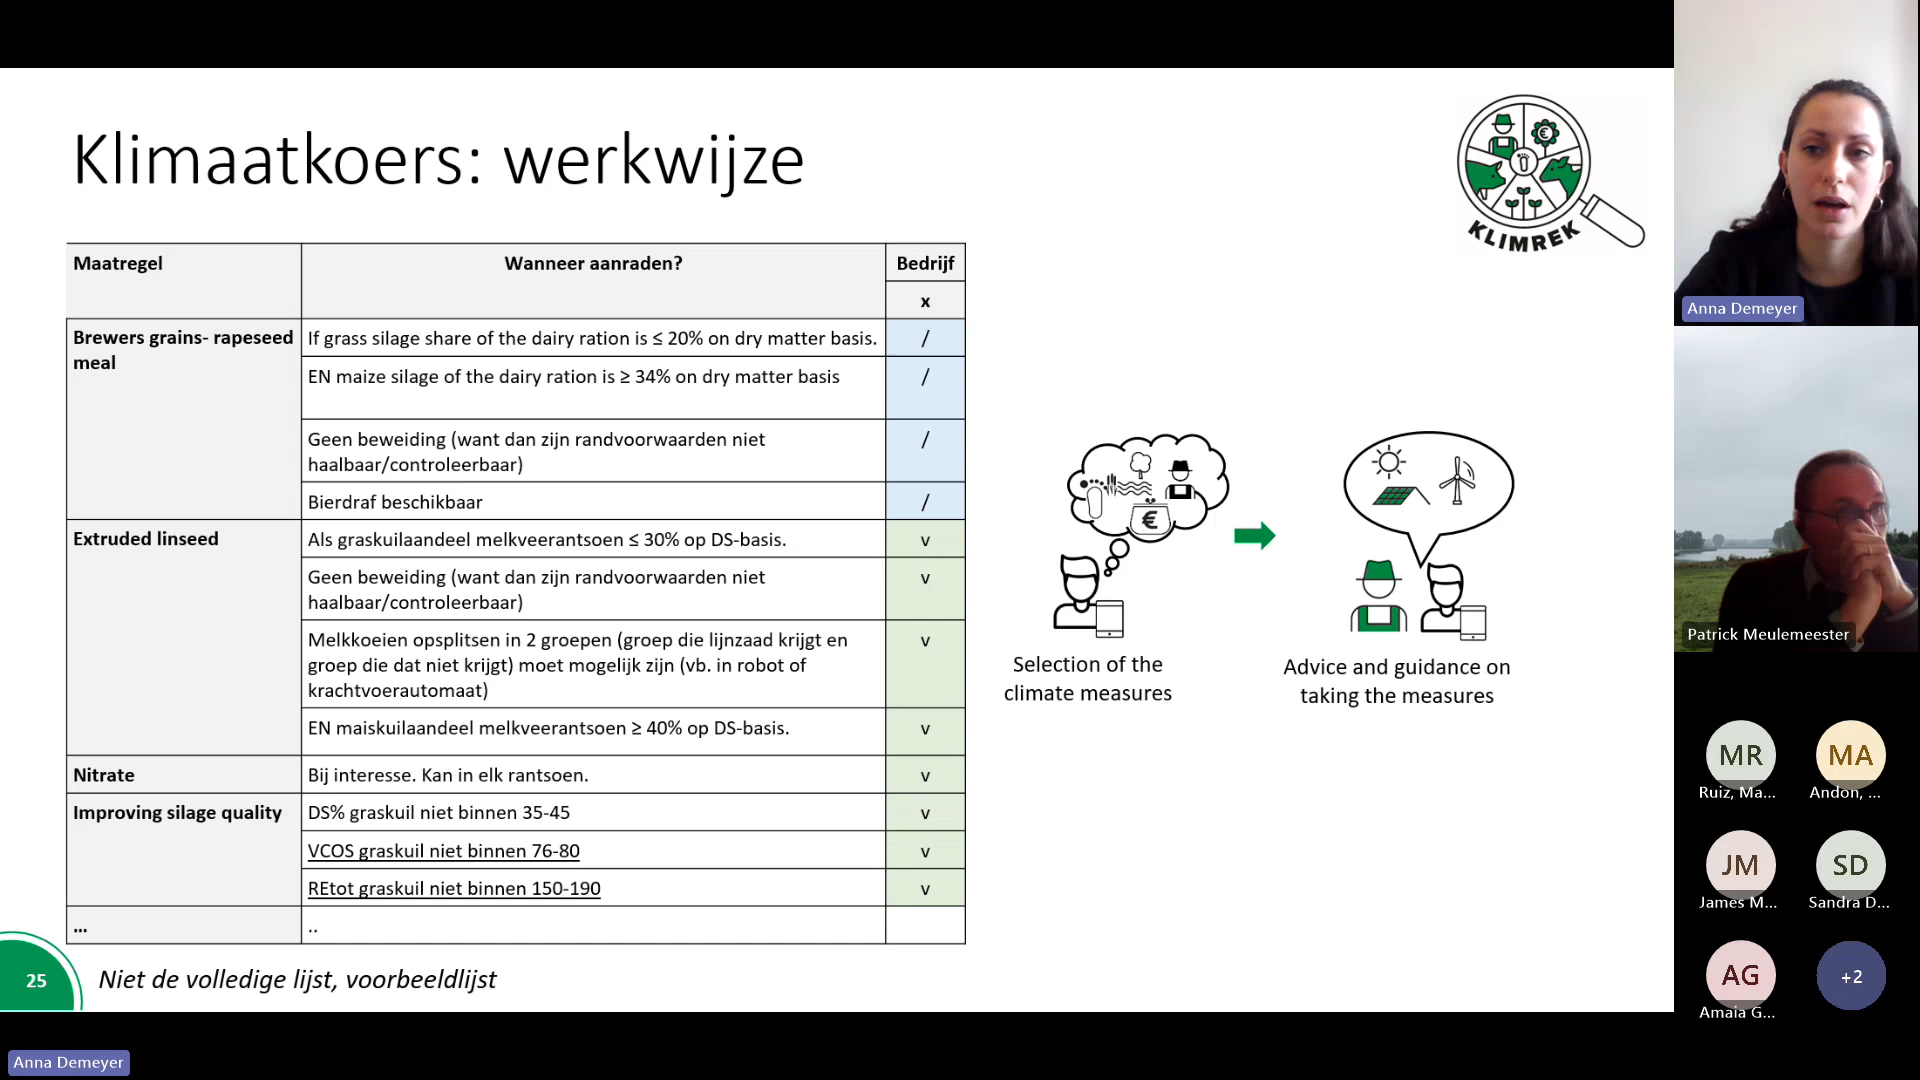 Klimaatkoers: werkwijze
KLIMREK
Maatregel
Wanneer aanraden?
Bedrijf
x
Brewers grains- rapeseed
meal
If grass silage share of the dairy ration is ≤ 20% on dry matter basis.
/
EN maize silage of the dairy ration is ≥ 34% on dry matter basis
/
Geen beweiding (want dan zijn randvoorwaarden niet
haalbaar/controleerbaar)
/
Bierdraf beschikbaar
/
Extruded linseed
Als graskuilaandeel melkveerantsoen ≤ 30% op DS-basis.
v
Geen beweiding (want dan zijn randvoorwaarden niet
haalbaar/controleerbaar)
v
Melkkoeien opsplitsen in 2 groepen (groep die lijnzaad krijgt en
groep die dat niet krijgt) moet mogelijk zijn (vb. in robot of
krachtvoerautomaat)
v
EN maiskuilaandeel melkveerantsoen ≥ 40% op DS-basis.
v
Nitrate
Bij interesse. Kan in elk rantsoen.
v
Improving silage quality
DS% graskuil niet binnen 35-45
v
VCOS graskuil niet binnen 76-80
v
REtot graskuil niet binnen 150-190
v
...
..
€
€
Selection of the
climate measures
Advice and guidance on
taking the measures
25
Niet de volledige lijst, voorbeeldlijst
Anna Demeyer
Anna Demeyer
Patrick Meulemeester
MR
Ruiz, Ma...
MA
Andon, ...
JM
James M...
SD
Sandra D...
AG
Amaia G...
+2